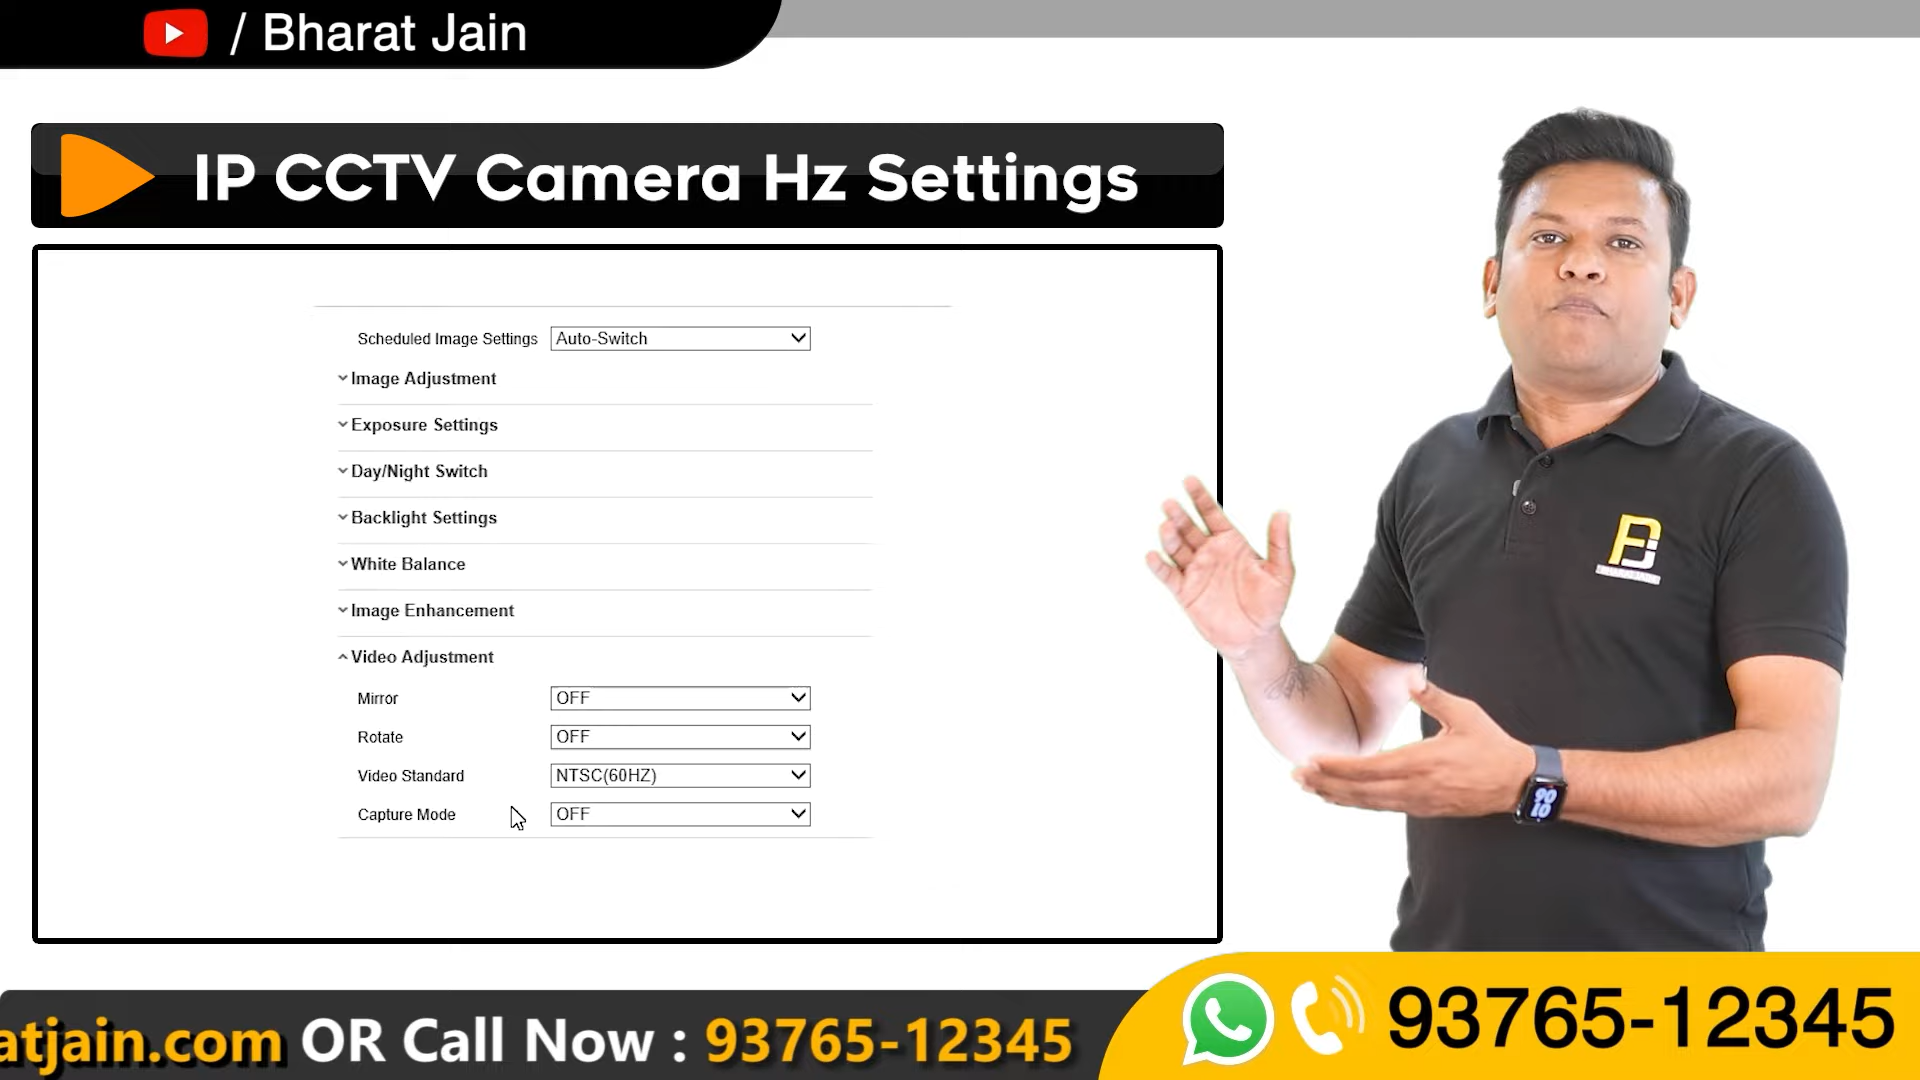 / Bharat Jain
IP CCTV Camera Hz Settings
Scheduled Image Settings Auto-Switch
Image Adjustment
Exposure Settings
Day/Night Switch
Backlight Settings
White Balance
Image Enhancement
Video Adjustment
Mirror OFF
Rotate OFF
Video Standard NTSC(60HZ)
Capture Mode OFF
90
10
atjain.com OR Call Now : 93765-12345
93765-12345